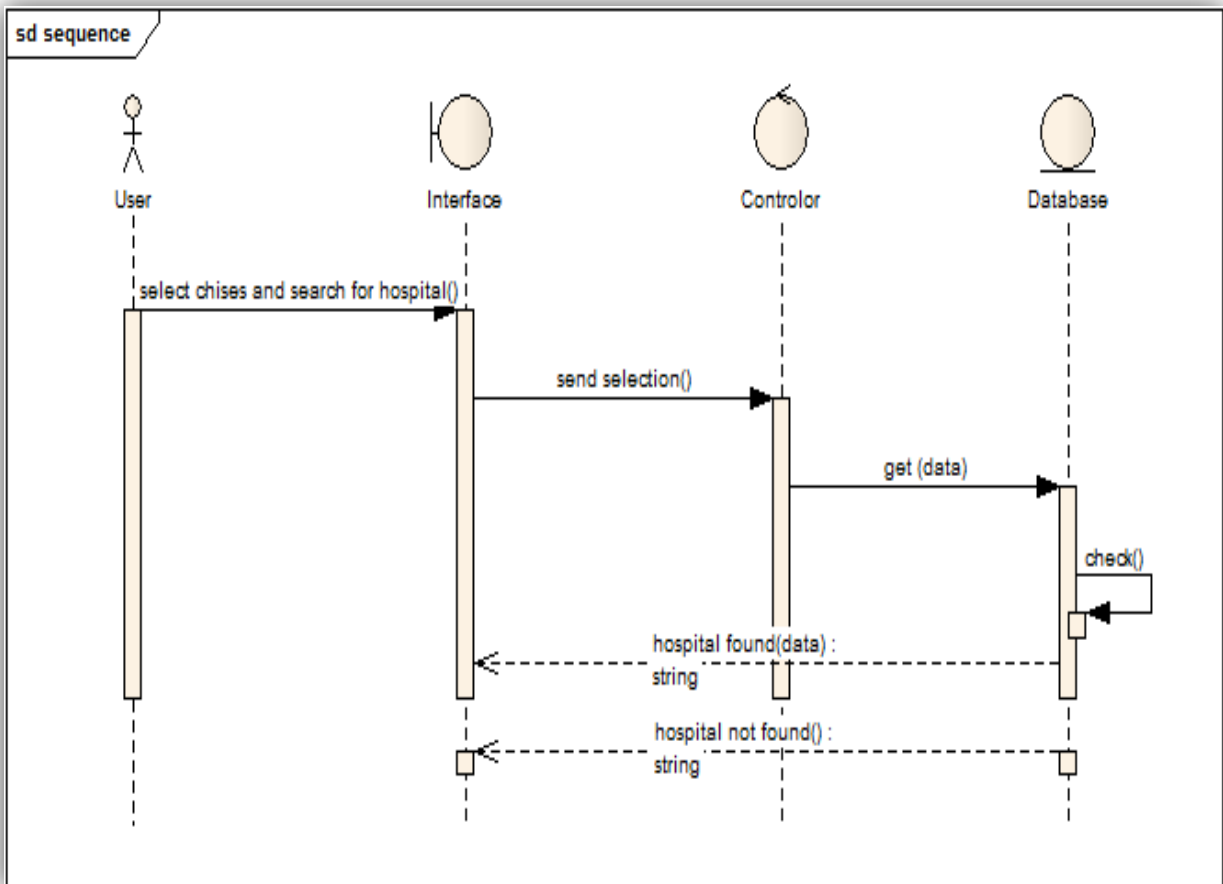 sd sequence
User
Interface
Controlor
Database
select chises and search for hospital()
send selection()
get (data)
check()
hospital found(data) :
string
hospital not found() :
string